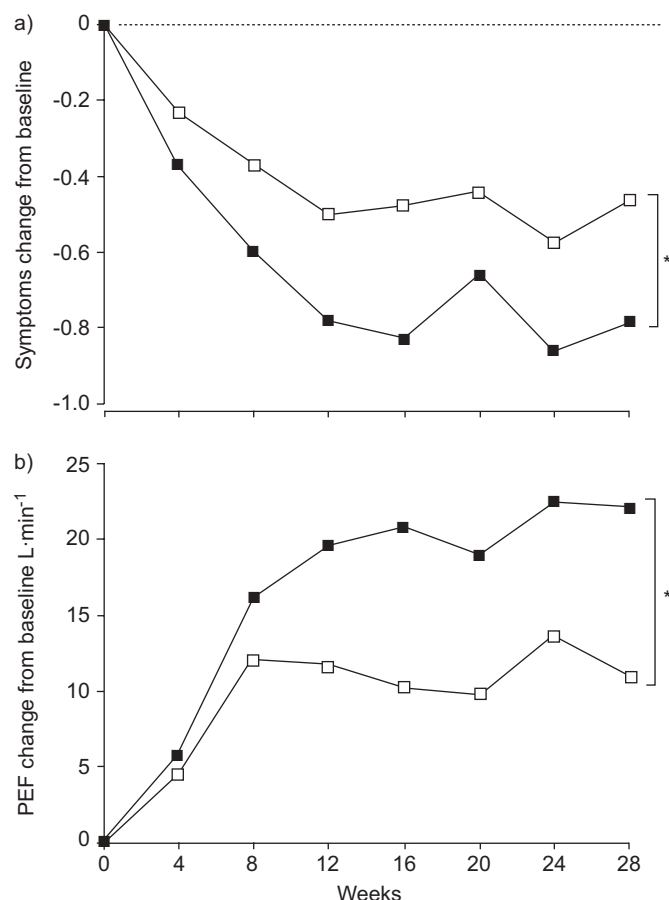 a)
0
-0.2
-0.4
-0.6
-0.8
-1.0
Symptoms change from baseline
*
b)
25
20
15
10
5
0
PEF change from baseline L·min⁻¹
*
0 4 8 12 16 20 24 28
Weeks